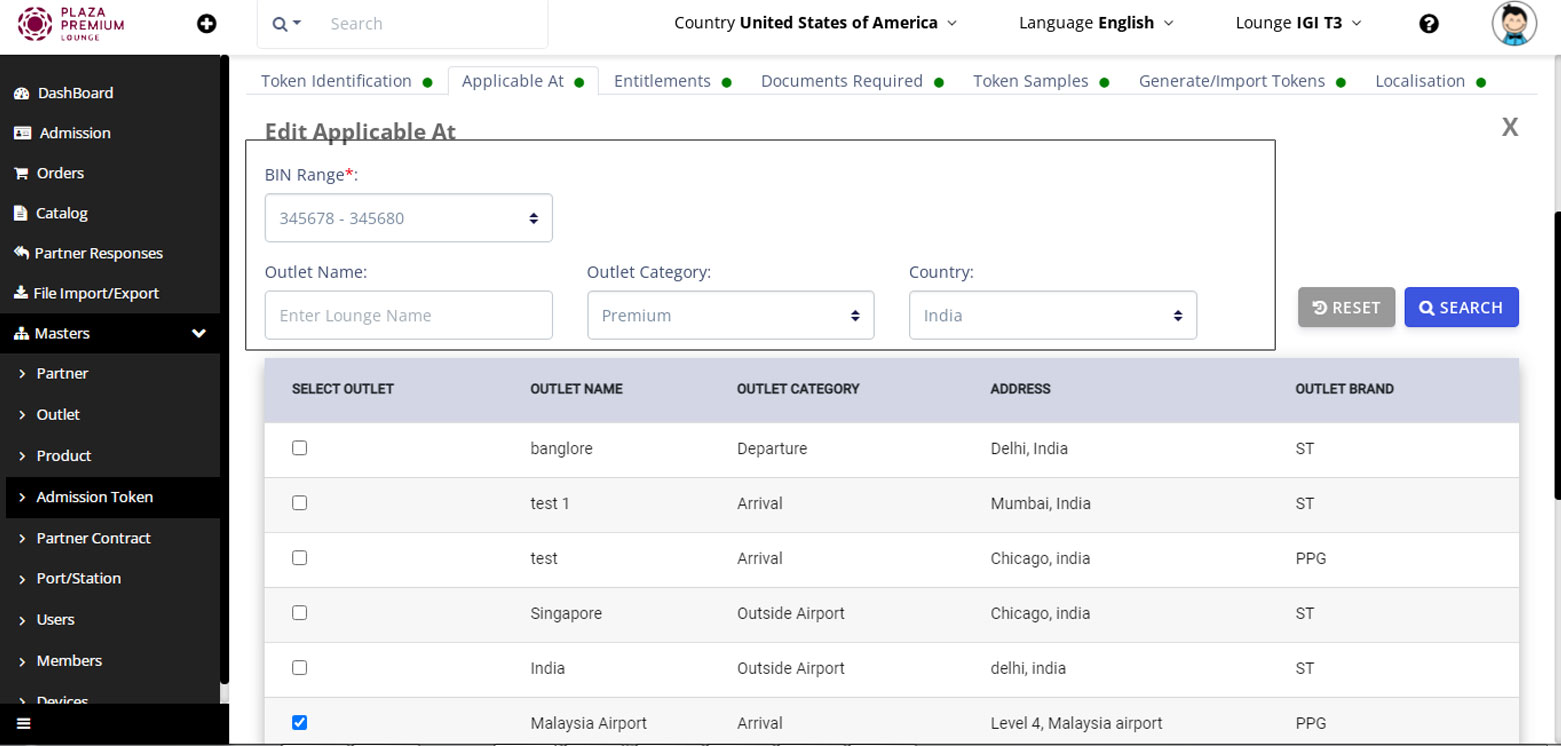 PLAZA
PREMIUM
LOUNGE
Search
Country United States of America
Language English
Lounge IGI T3
DashBoard
Admission
Orders
Catalog
Partner Responses
File Import/Export
Masters
Partner
Outlet
Product
Admission Token
Partner Contract
Port/Station
Users
Members
Devices
Token Identification
Applicable At
Entitlements
Documents Required
Token Samples
Generate/Import Tokens
Localisation
Edit Applicable At
X
BIN Range*:
345678 - 345680
Outlet Name: Outlet Category: Country:
Enter Lounge Name Premium India
RESET SEARCH
SELECT OUTLET OUTLET NAME OUTLET CATEGORY ADDRESS OUTLET BRAND
banglore Departure Delhi, India ST
test 1 Arrival Mumbai, India ST
test Arrival Chicago, india PPG
Singapore Outside Airport Chicago, india ST
India Outside Airport delhi, india ST
Malaysia Airport Arrival Level 4, Malaysia airport PPG